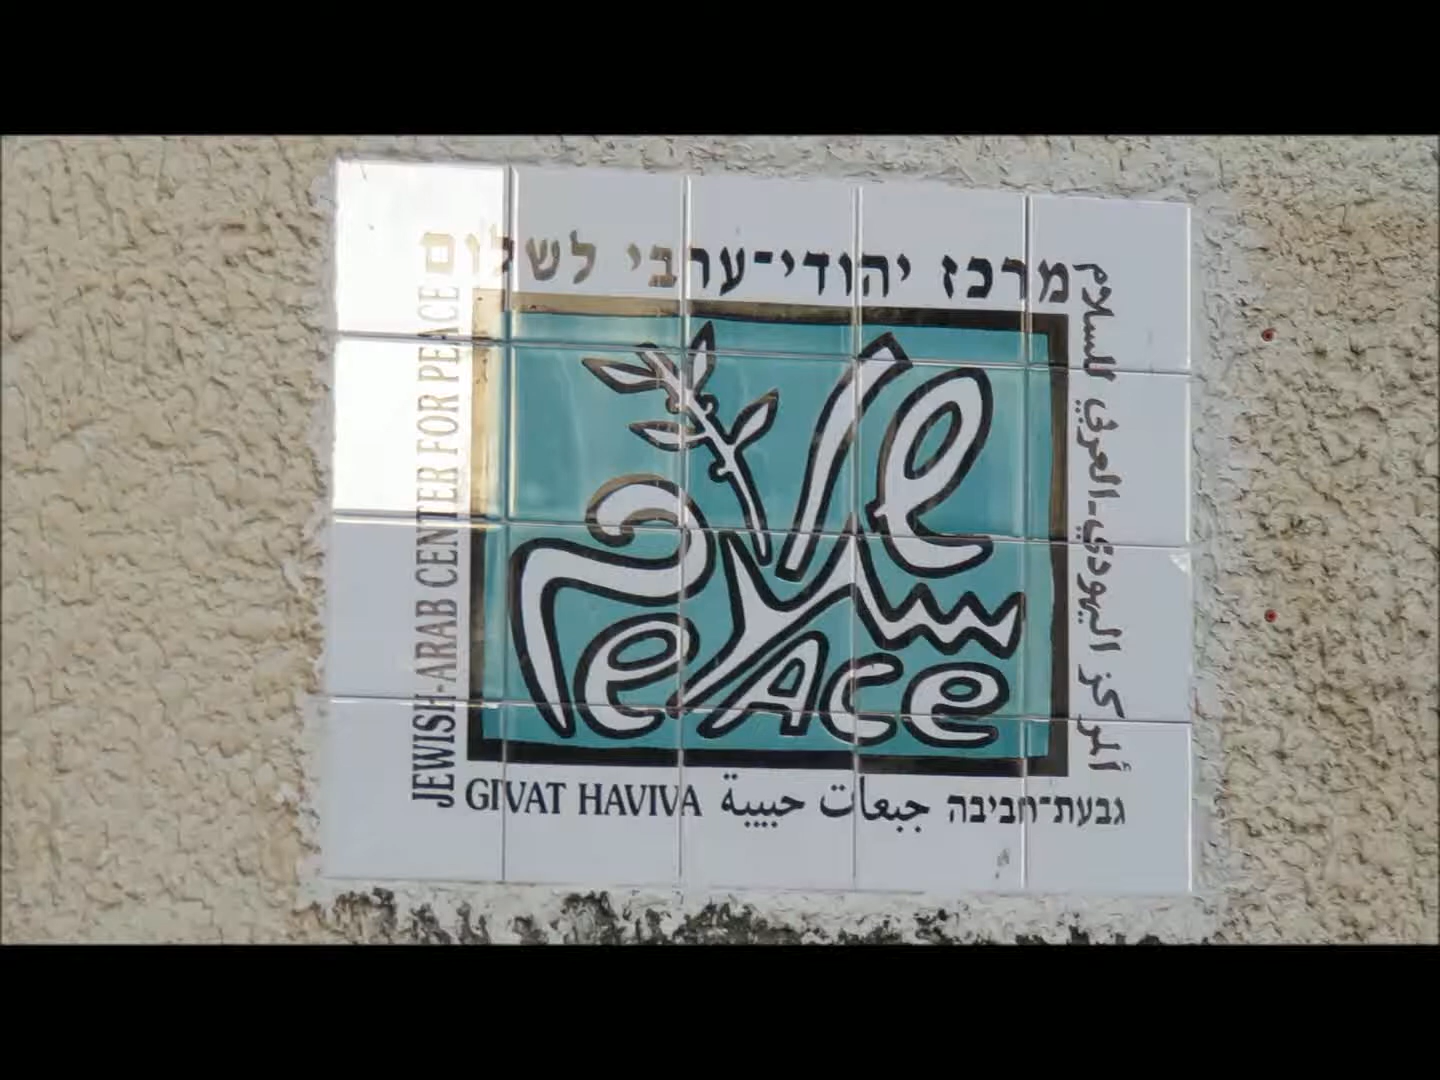 מרכז יהודי-ערבי לשלום
JEWISH-ARAB CENTER FOR PEACE
المركز اليهودي-العربي للسلام
Peace
GIVAT HAVIVA جبعات حبيبة גבעת-חביבה